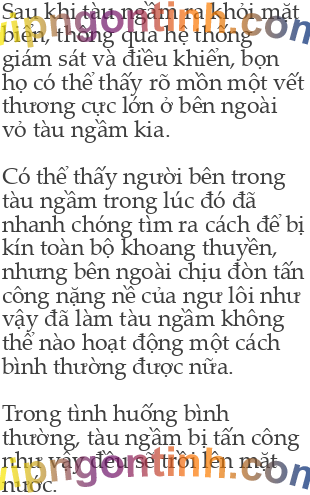 Sau khi tàu ngầm ra khỏi mặt
biển, thông qua hệ thống
giám sát và điều khiển, bọn
họ có thể thấy rõ mồn một vết
thương cực lớn ở bên ngoài
vỏ tàu ngầm kia.

Có thể thấy người bên trong
tàu ngầm trong lúc đó đã
nhanh chóng tìm ra cách để bị
kín toàn bộ khoang thuyền,
nhưng bên ngoài chịu đòn tấn
công nặng nề của ngư lôi như
vậy đã làm tàu ngầm không
thể nào hoạt động một cách
bình thường được nữa.

Trong tình huống bình
thường, tàu ngầm bị tấn công
như vậy đều sẽ trồi lên mặt
nước.
vipngontinh.com
vipngontinh.com